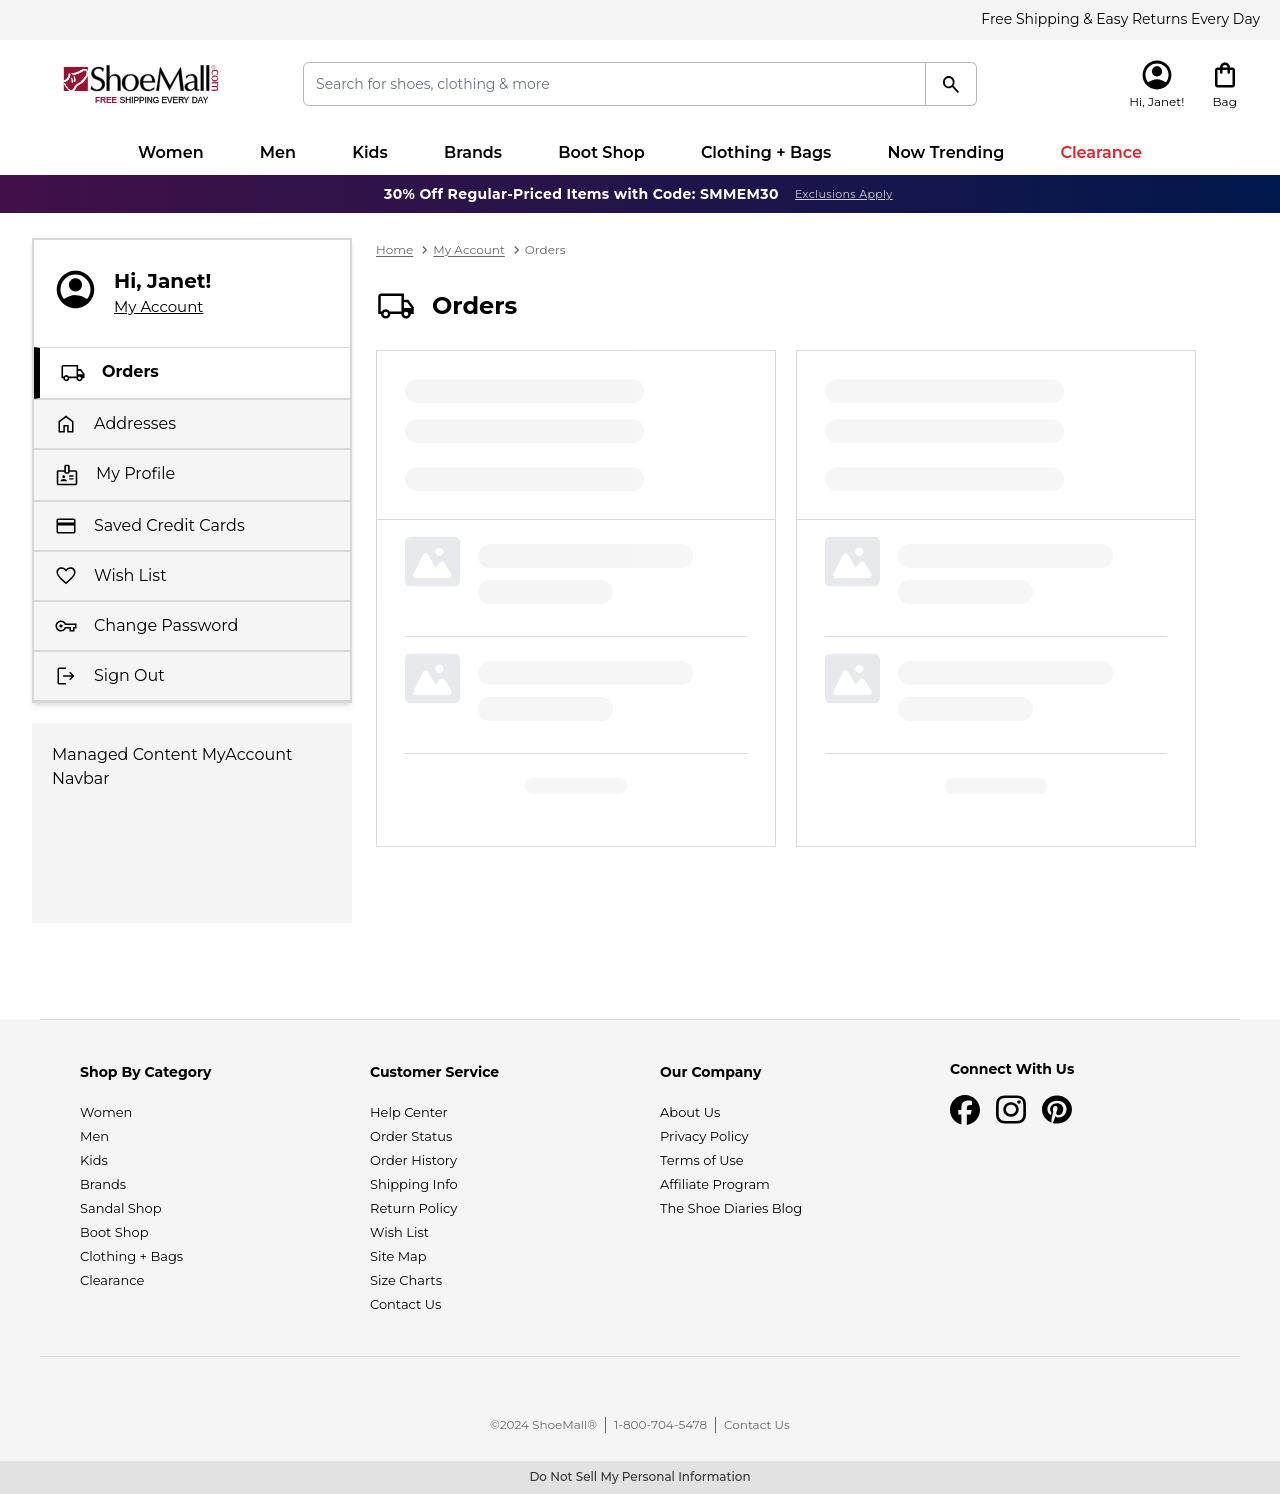 Free Shipping & Easy Returns Every Day
ShoeMall.com
FREE SHIPPING EVERY DAY
Search for shoes, clothing & more
Hi, Janet!
Bag
Women
Men
Kids
Brands
Boot Shop
Clothing + Bags
Now Trending
Clearance
30% Off Regular-Priced Items with Code: SMMEM30 Exclusions Apply
Hi, Janet!
My Account
Orders
Addresses
My Profile
Saved Credit Cards
Wish List
Change Password
Sign Out
Managed Content MyAccount
Navbar
Home
My Account
Orders
Orders
Shop By Category
Women
Men
Kids
Brands
Sandal Shop
Boot Shop
Clothing + Bags
Clearance
Customer Service
Help Center
Order Status
Order History
Shipping Info
Return Policy
Wish List
Site Map
Size Charts
Contact Us
Our Company
About Us
Privacy Policy
Terms of Use
Affiliate Program
The Shoe Diaries Blog
Connect With Us
©2024 ShoeMall®
1-800-704-5478
Contact Us
Do Not Sell My Personal Information